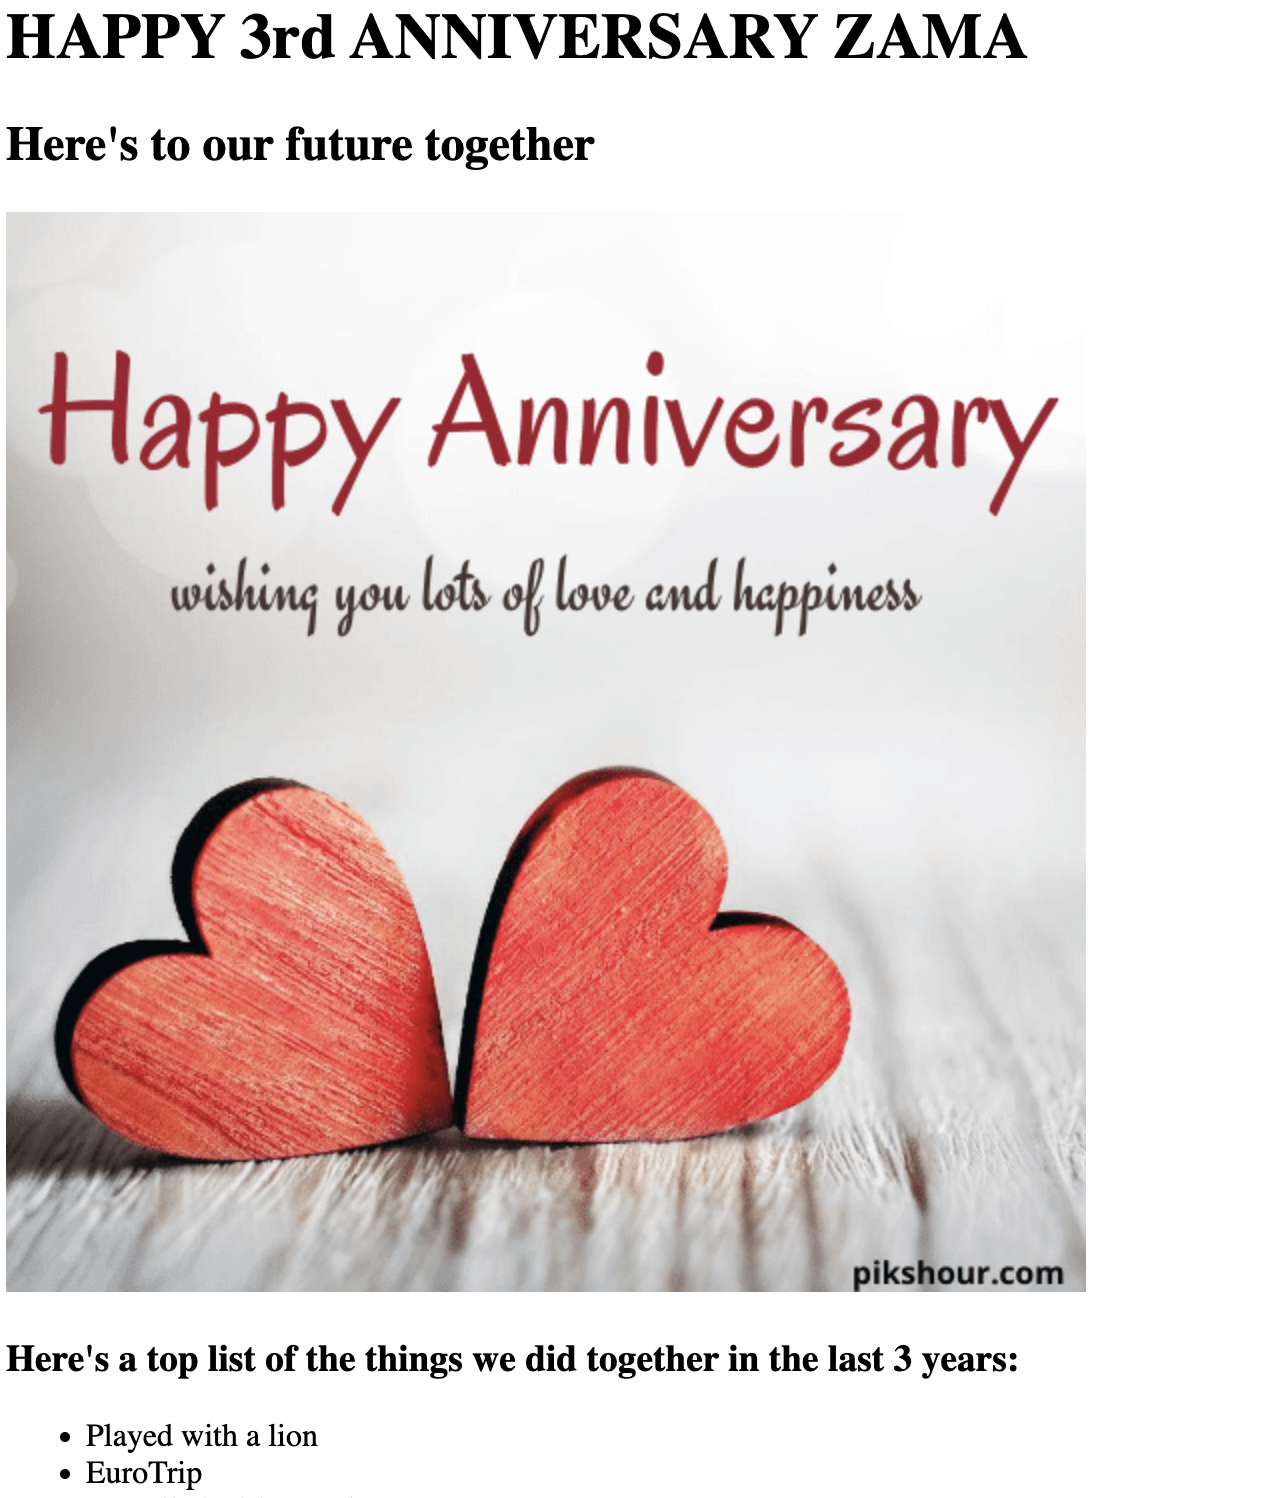 HAPPY 3rd ANNIVERSARY ZAMA
Here's to our future together
Happy Anniversary
wishing you lots of love and happiness
pikshour.com
Here's a top list of the things we did together in the last 3 years:
• Played with a lion
• EuroTrip